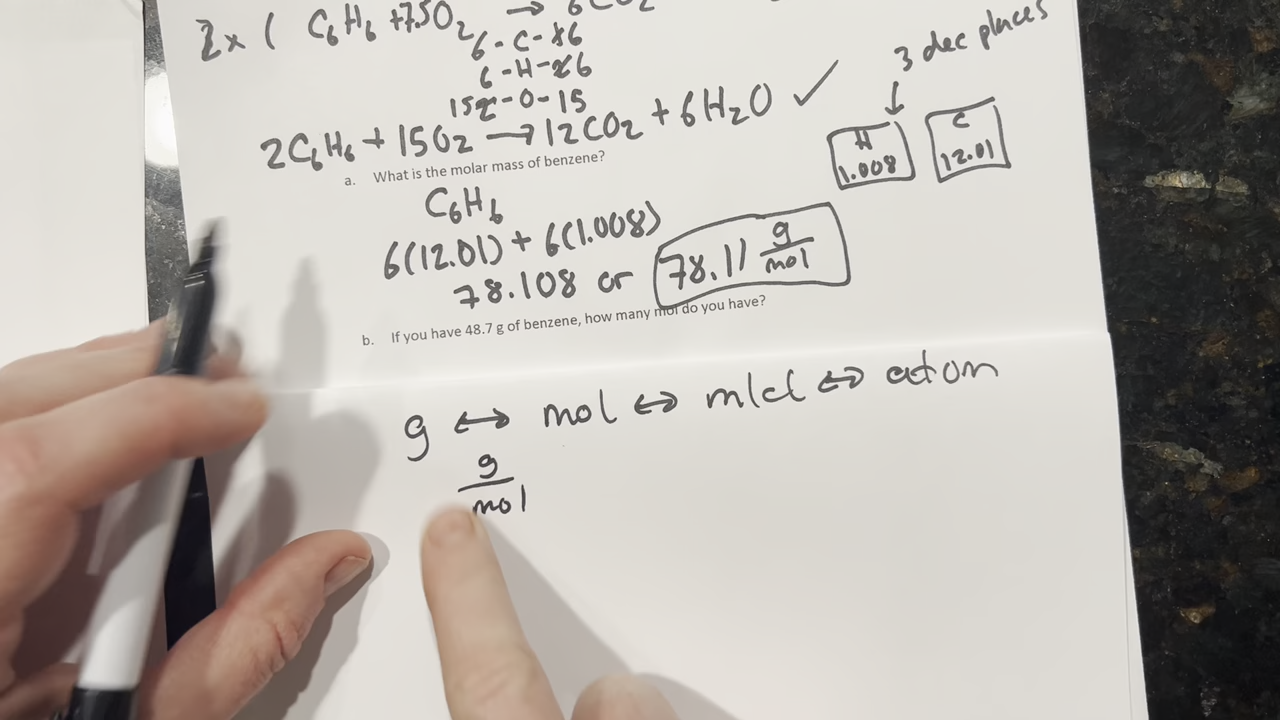 2x ( C6H6 + 7.5O2 → 6CO2
6-C-6
6-H-6
3 dec places
15-O-15
2C6H6 + 15O2 → 12CO2 + 6H2O ✓
H
1.008
C
12.01
a. What is the molar mass of benzene?
C6H6
6(12.01) + 6(1.008)
78.108 or 78.11 g/mol
b. If you have 48.7 g of benzene, how many mol do you have?
g ↔ mol ↔ mlcl ↔ atom
g/mol